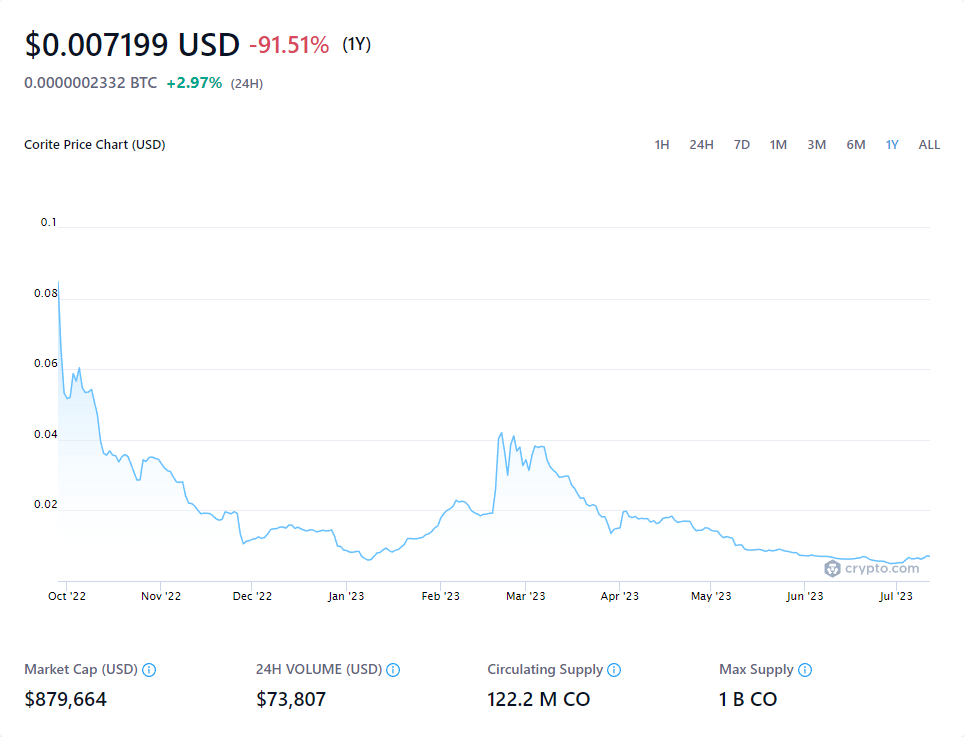 $0.007199 USD -91.51% (1Y)
0.0000002332 BTC +2.97% (24H)
Corite Price Chart (USD) 1H 24H 7D 1M 3M 6M 1Y ALL
0.1
0.08
0.06
0.04
0.02
crypto.com
Oct '22 Nov '22 Dec '22 Jan '23 Feb '23 Mar '23 Apr '23 May '23 Jun '23 Jul '23
Market Cap (USD) 24H VOLUME (USD) Circulating Supply Max Supply
$879,664 $73,807 122.2 M CO 1 B CO